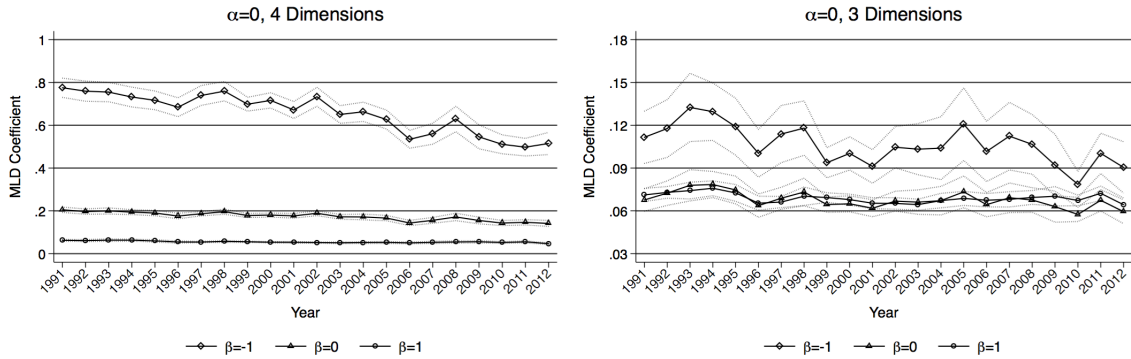 α=0, 4 Dimensions
MLD Coefficient
1
.8
.6
.4
.2
0
1991 1992 1993 1994 1995 1996 1997 1998 1999 2000 2001 2002 2003 2004 2005 2006 2007 2008 2009 2010 2011 2012
Year
β=-1 β=0 β=1
α=0, 3 Dimensions
MLD Coefficient
.18
.15
.12
.09
.06
.03
1991 1992 1993 1994 1995 1996 1997 1998 1999 2000 2001 2002 2003 2004 2005 2006 2007 2008 2009 2010 2011 2012
Year
β=-1 β=0 β=1